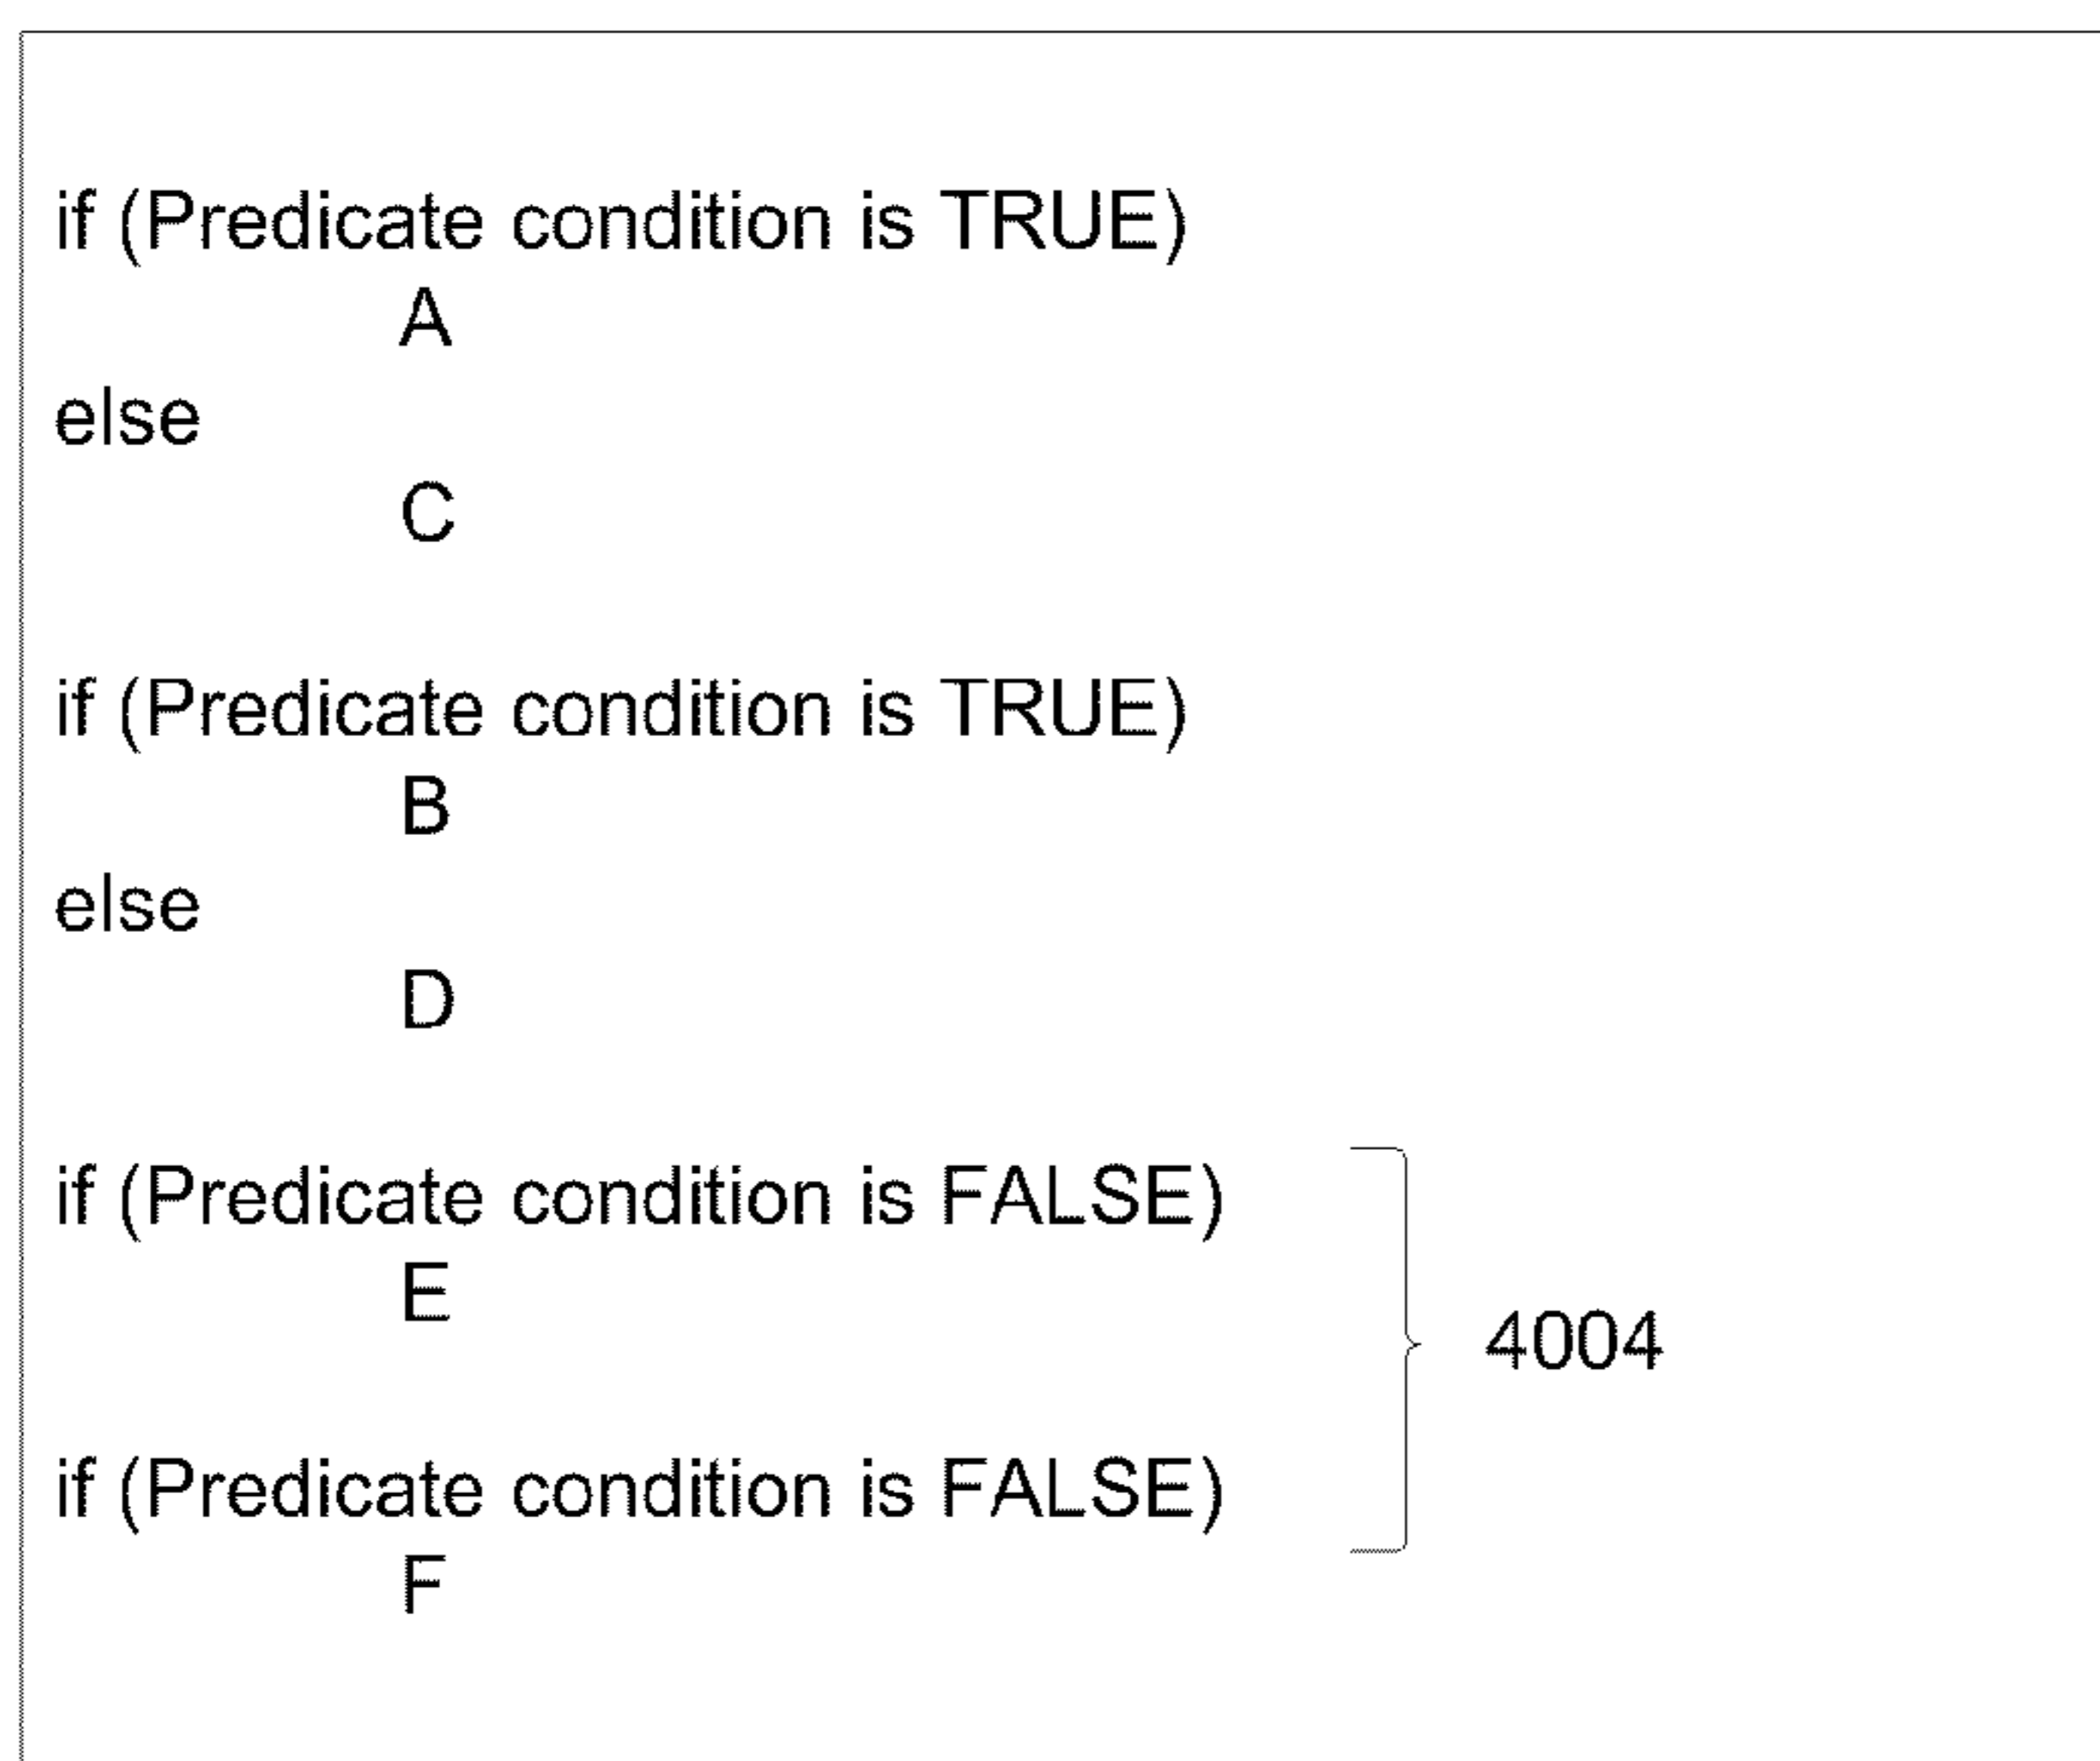 if (Predicate condition is TRUE)
A
else
C
if (Predicate condition is TRUE)
B
else
D
if (Predicate condition is FALSE)
E
4004
if (Predicate condition is FALSE)
F